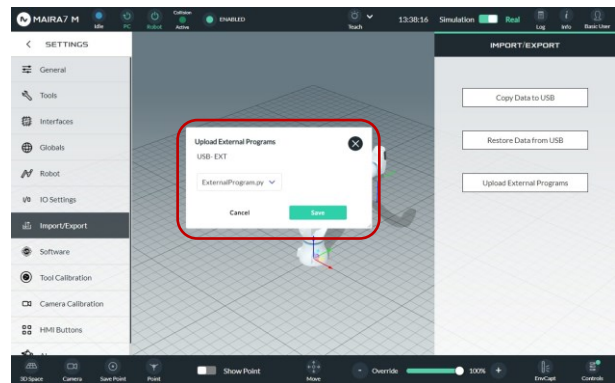 MAIRA7 M
Idle
PC
Robot
Collision
Active
ENABLED
Teach
13:38:16
Simulation
Real
Log
Info
Basic User
SETTINGS
General
Tools
Interfaces
Globals
Robot
I/O
IO Settings
Import/Export
Software
Tool Calibration
Camera Calibration
HMI Buttons
Upload External Programs
USB- EXT
ExternalProgram.py
Cancel
Save
IMPORT/EXPORT
Copy Data to USB
Restore Data from USB
Upload External Programs
3D Space
Camera
Save Point
Point
Show Point
Move
- Override
100% +
EnvCapt
Controls